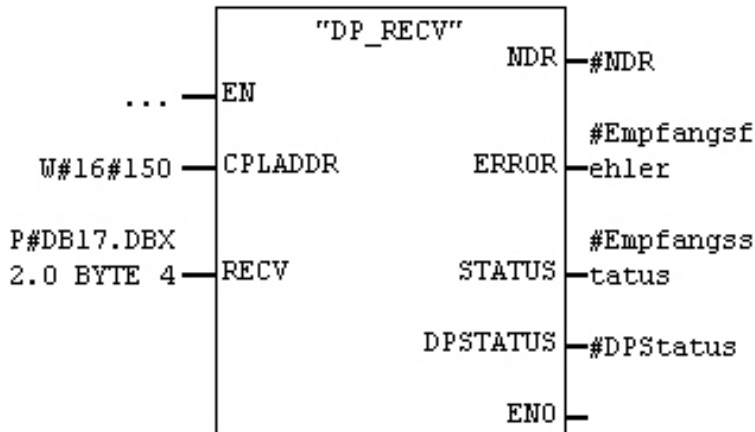 "DP_RECV"
NDR #NDR
... EN
#Empfangsf
W#16#150 CPLADDR ERROR ehler
P#DB17.DBX #Empfangss
2.0 BYTE 4 RECV STATUS tatus
DPSTATUS #DPStatus
ENO